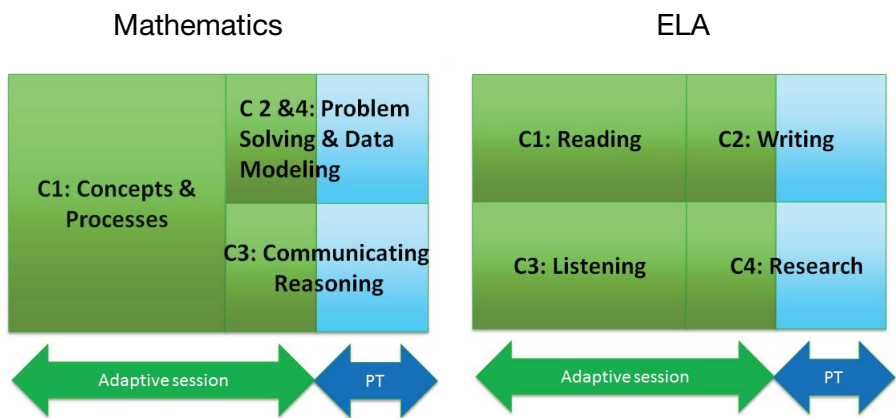 Mathematics
C1: Concepts &
Processes
C 2 &4: Problem
Solving & Data
Modeling
C3: Communicating
Reasoning
Adaptive session
PT
ELA
C1: Reading
C2: Writing
C3: Listening
C4: Research
Adaptive session
PT